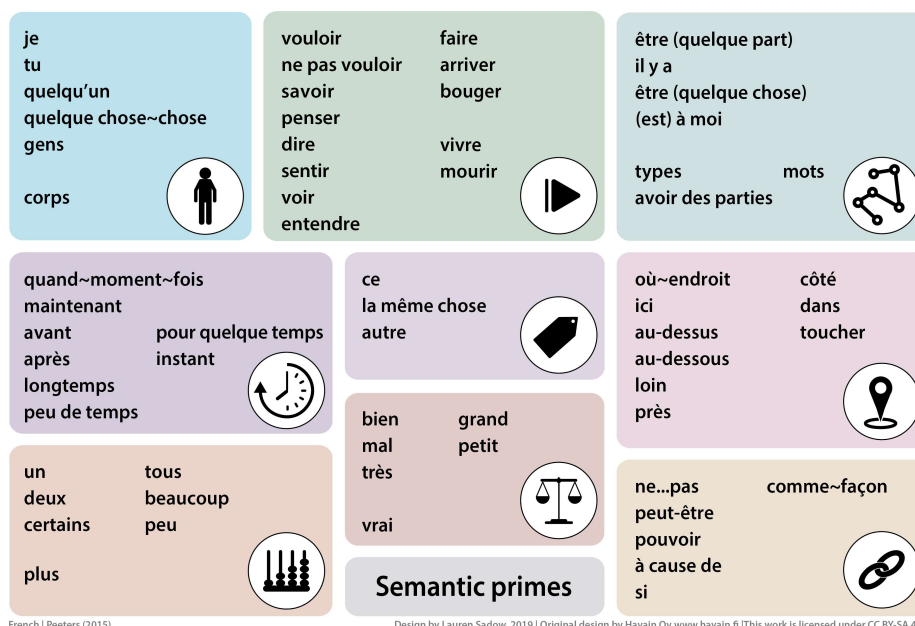 je
tu
quelqu'un
quelque chose~chose
gens
corps
vouloir faire
ne pas vouloir arriver
savoir bouger
penser
dire vivre
sentir mourir
voir
entendre
être (quelque part)
il y a
être (quelque chose)
(est) à moi
types mots
avoir des parties
quand~moment~fois
maintenant
avant pour quelque temps
après instant
longtemps
peu de temps
ce
la même chose
autre
où~endroit côté
ici dans
au-dessus toucher
au-dessous
loin
près
un tous
deux beaucoup
certains peu
plus
bien grand
mal petit
très
vrai
ne...pas comme~façon
peut-être
pouvoir
à cause de
si
Semantic primes
French | Peeters (2015)
Design by Lauren Sadow, 2019 | Original design by Havain Oy www.havain.fi |This work is licensed under CC BY-SA 4